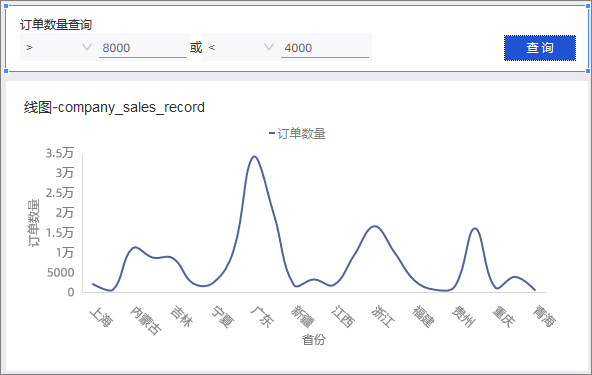 订单数量查询
> 8000 或 < 4000 查询
线图-company_sales_record
订单数量
3.5万
3万
2.5万
2万
1.5万
1万
5000
0
订单数量
上海 内蒙古 吉林 宁夏 广东 新疆 江西 浙江 福建 贵州 重庆 青海
省份